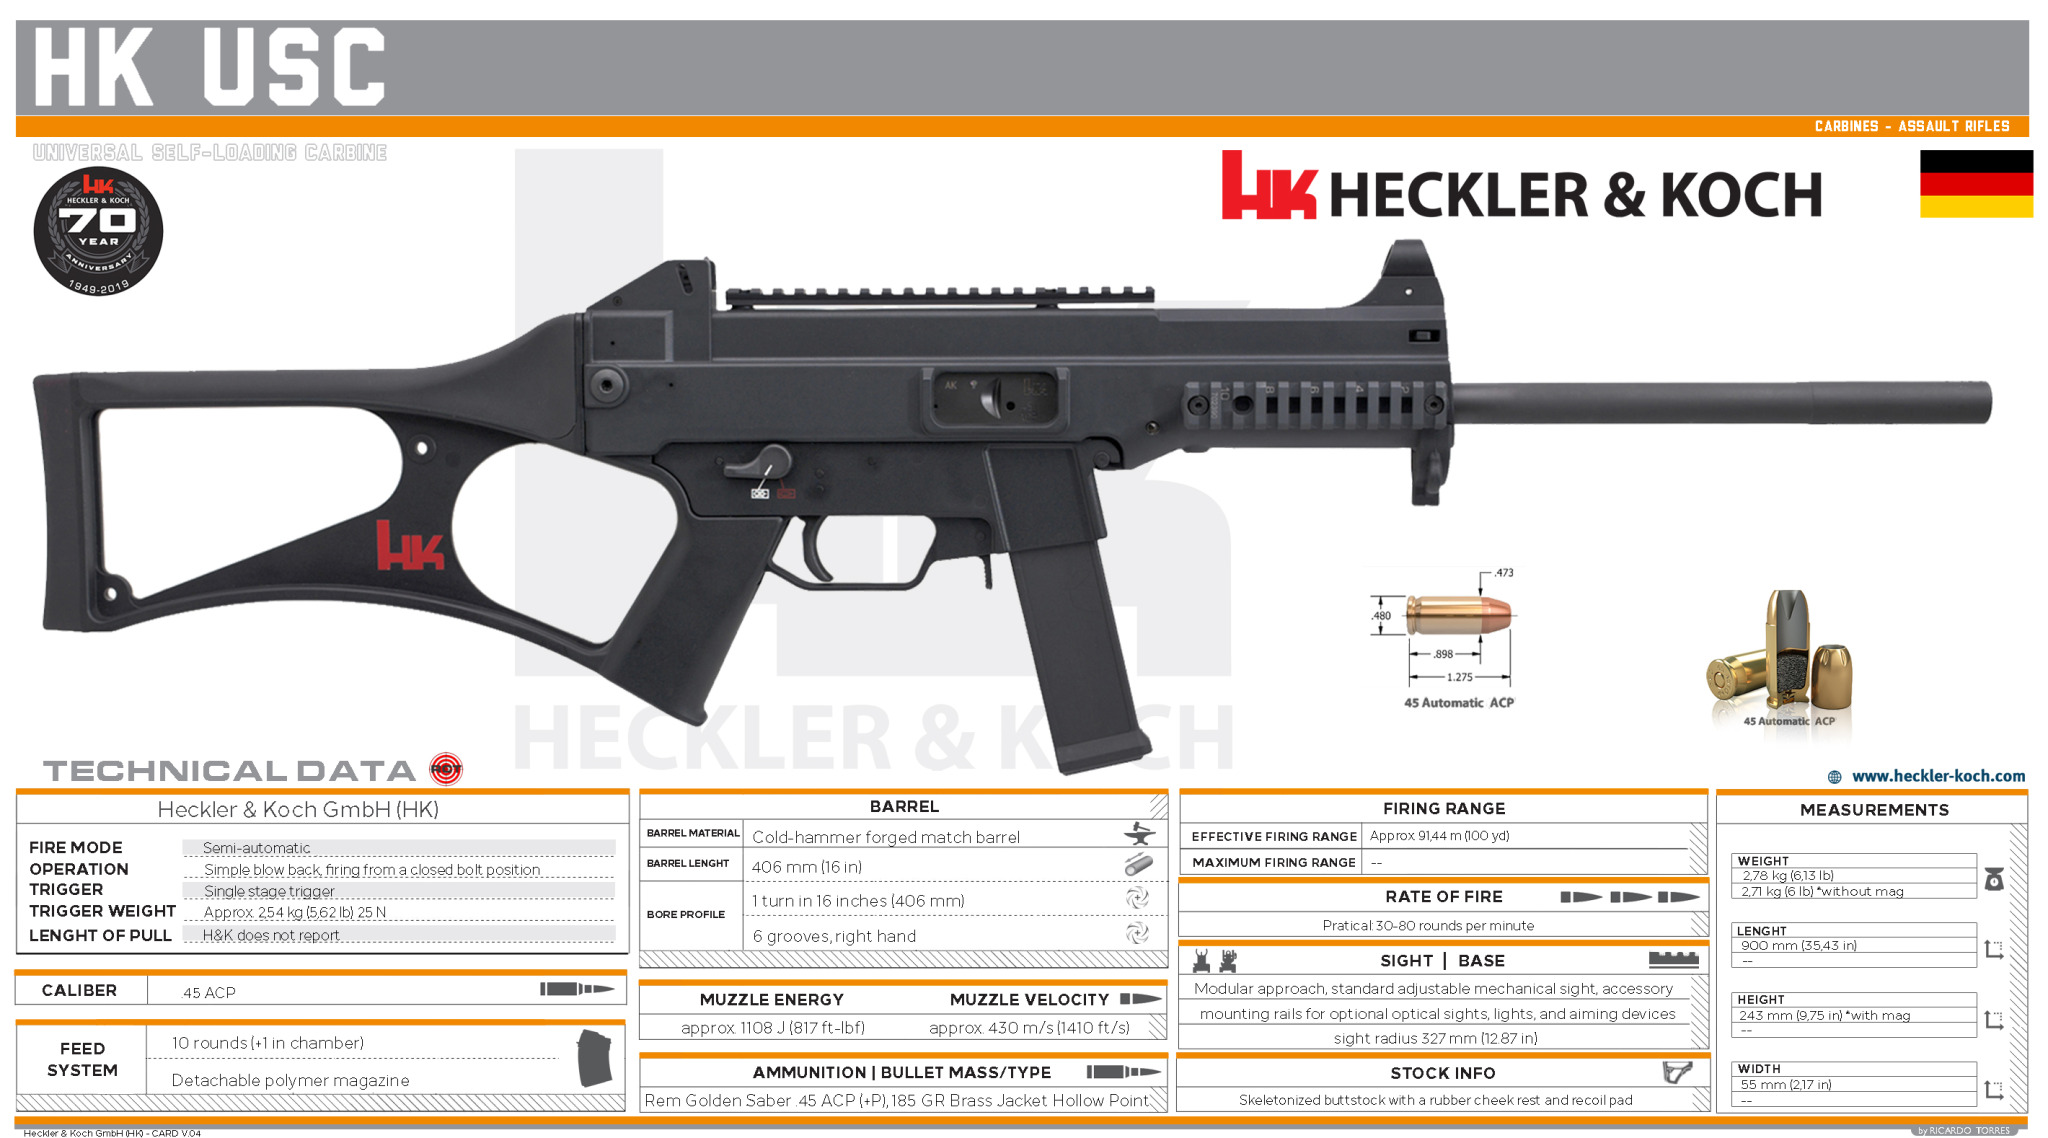 HK USC
CARBINES - ASSAULT RIFLES
UNIVERSAL SELF-LOADING CARBINE
HK
HECKLER & KOCH
70
YEAR
ANNIVERSARY
1949-2019
HK HECKLER & KOCH
AK
10 8 6 4 2
HK
HECKLER & KOCH
.473
.480
.898
1.275
45 Automatic ACP
45 Automatic ACP
TECHNICAL DATA
www.heckler-koch.com
Heckler & Koch GmbH (HK)
FIRE MODE Semi-automatic
OPERATION Simple blow back, firing from a closed bolt position
TRIGGER Single stage trigger
TRIGGER WEIGHT Approx. 2,54 kg (5,62 lb) 25 N
LENGHT OF PULL H&K does not report
CALIBER .45 ACP
FEED SYSTEM
10 rounds (+1 in chamber)
Detachable polymer magazine
BARREL
BARREL MATERIAL Cold-hammer forged match barrel
BARREL LENGHT 406 mm (16 in)
BORE PROFILE
1 turn in 16 inches (406 mm)
6 grooves, right hand
MUZZLE ENERGY MUZZLE VELOCITY
approx. 1108 J (817 ft-lbf) approx. 430 m/s (1410 ft/s)
AMMUNITION | BULLET MASS/TYPE
Rem Golden Saber .45 ACP (+P), 185 GR Brass Jacket Hollow Point
FIRING RANGE
EFFECTIVE FIRING RANGE Approx 91,44 m (100 yd)
MAXIMUM FIRING RANGE --
RATE OF FIRE
Pratical: 30-80 rounds per minute
SIGHT | BASE
Modular approach, standard adjustable mechanical sight, accessory
mounting rails for optional optical sights, lights, and aiming devices
sight radius 327 mm (12.87 in)
STOCK INFO
Skeletonized buttstock with a rubber cheek rest and recoil pad
MEASUREMENTS
WEIGHT
2,78 kg (6,13 lb)
2,71 kg (6 lb) *without mag
LENGHT
900 mm (35,43 in)
--
HEIGHT
243 mm (9,75 in) *with mag
--
WIDTH
55 mm (2,17 in)
--
Heckler & Koch GmbH (HK) - CARD V.04
by RICARDO TORRES